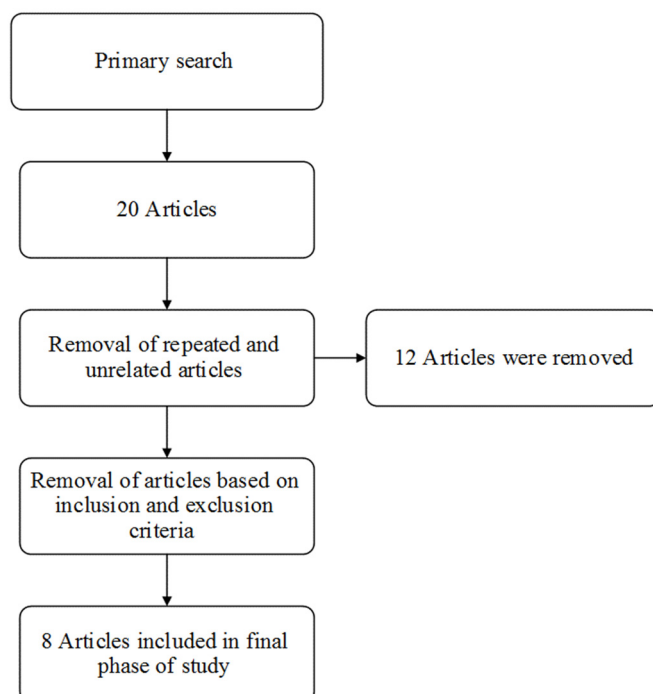 Primary search
20 Articles
Removal of repeated and
unrelated articles
12 Articles were removed
Removal of articles based on
inclusion and exclusion
criteria
8 Articles included in final
phase of study